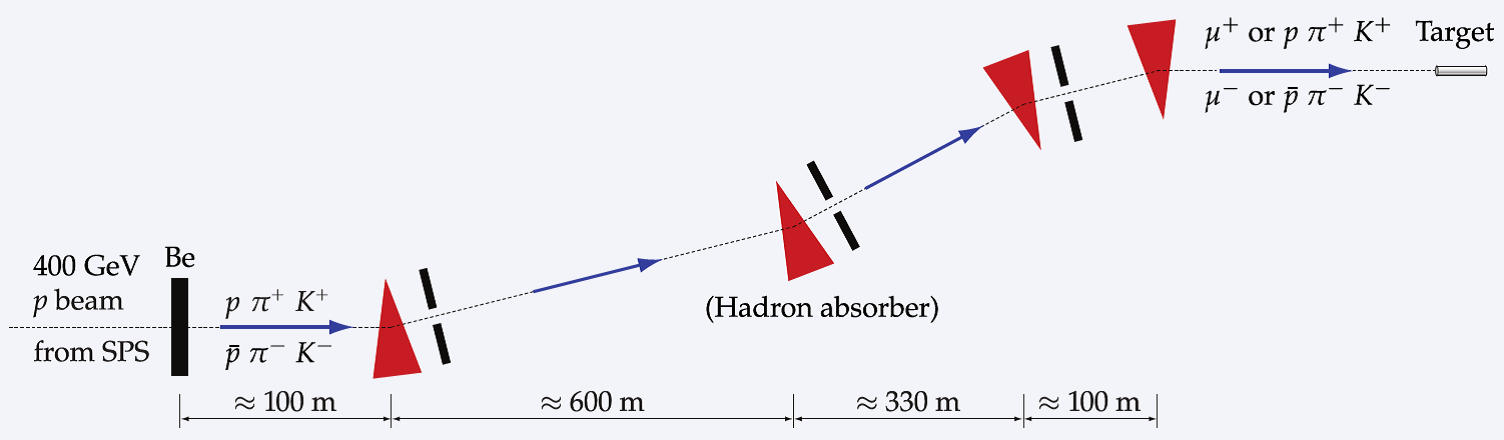 μ⁺ or p π⁺ K⁺
Target
μ⁻ or p̄ π⁻ K⁻
(Hadron absorber)
Be
400 GeV
p beam
from SPS
p π⁺ K⁺
p̄ π⁻ K⁻
≈ 100 m
≈ 600 m
≈ 330 m
≈ 100 m